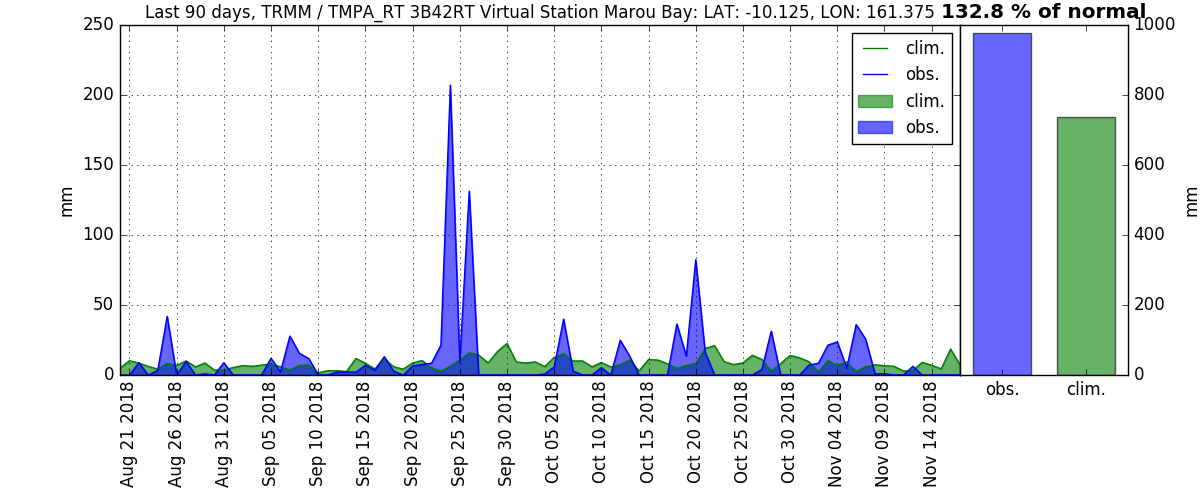 Last 90 days, TRMM / TMPA_RT 3B42RT Virtual Station Marou Bay: LAT: -10.125, LON: 161.375 132.8 % of normal
250
200
150
100
50
0
mm
clim.
obs.
clim.
obs.
1000
800
600
400
200
0
mm
obs.
clim.
Aug 21 2018
Aug 26 2018
Aug 31 2018
Sep 05 2018
Sep 10 2018
Sep 15 2018
Sep 20 2018
Sep 25 2018
Sep 30 2018
Oct 05 2018
Oct 10 2018
Oct 15 2018
Oct 20 2018
Oct 25 2018
Oct 30 2018
Nov 04 2018
Nov 09 2018
Nov 14 2018